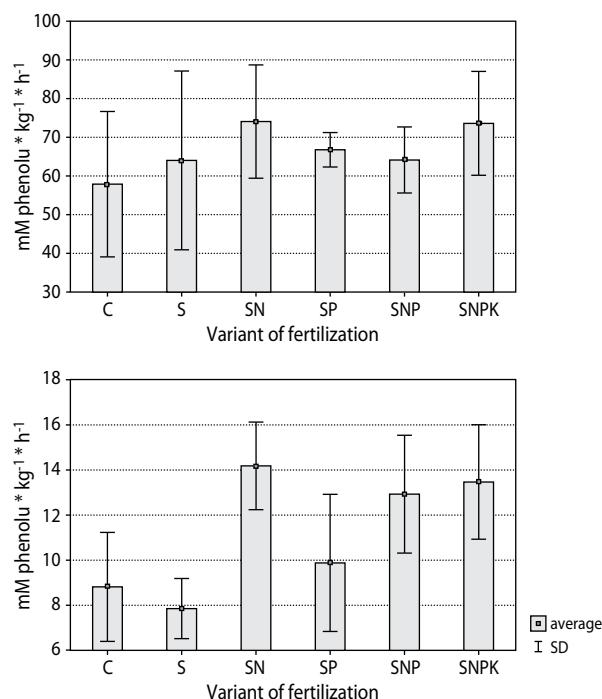 100
90
80
70
60
50
40
30
mM phenolu * kg⁻¹ * h⁻¹
C S SN SP SNP SNPK
Variant of fertilization
18
16
14
12
10
8
6
mM phenolu * kg⁻¹ * h⁻¹
C S SN SP SNP SNPK
Variant of fertilization
average
SD